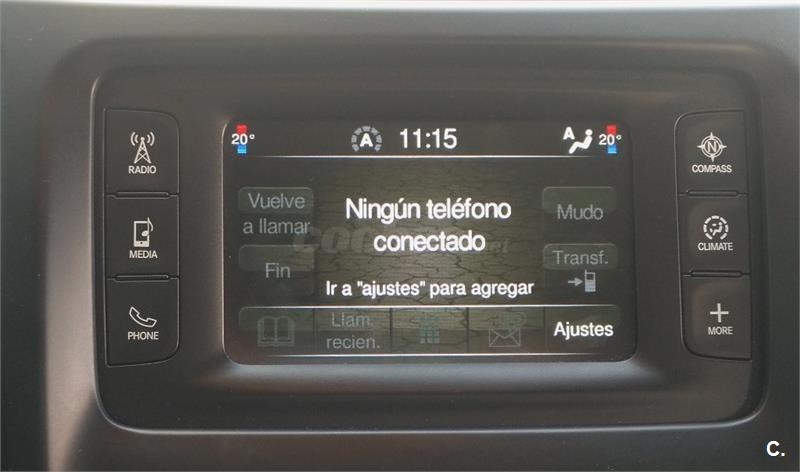 20°
A
11:15
A
20°
RADIO
MEDIA
PHONE
Vuelve
a llamar
Fin
Ningún teléfono
conectado
Ir a "ajustes" para agregar
Mudo
Transf.
Llam.
recien.
Ajustes
N
COMPASS
CLIMATE
MORE
C.